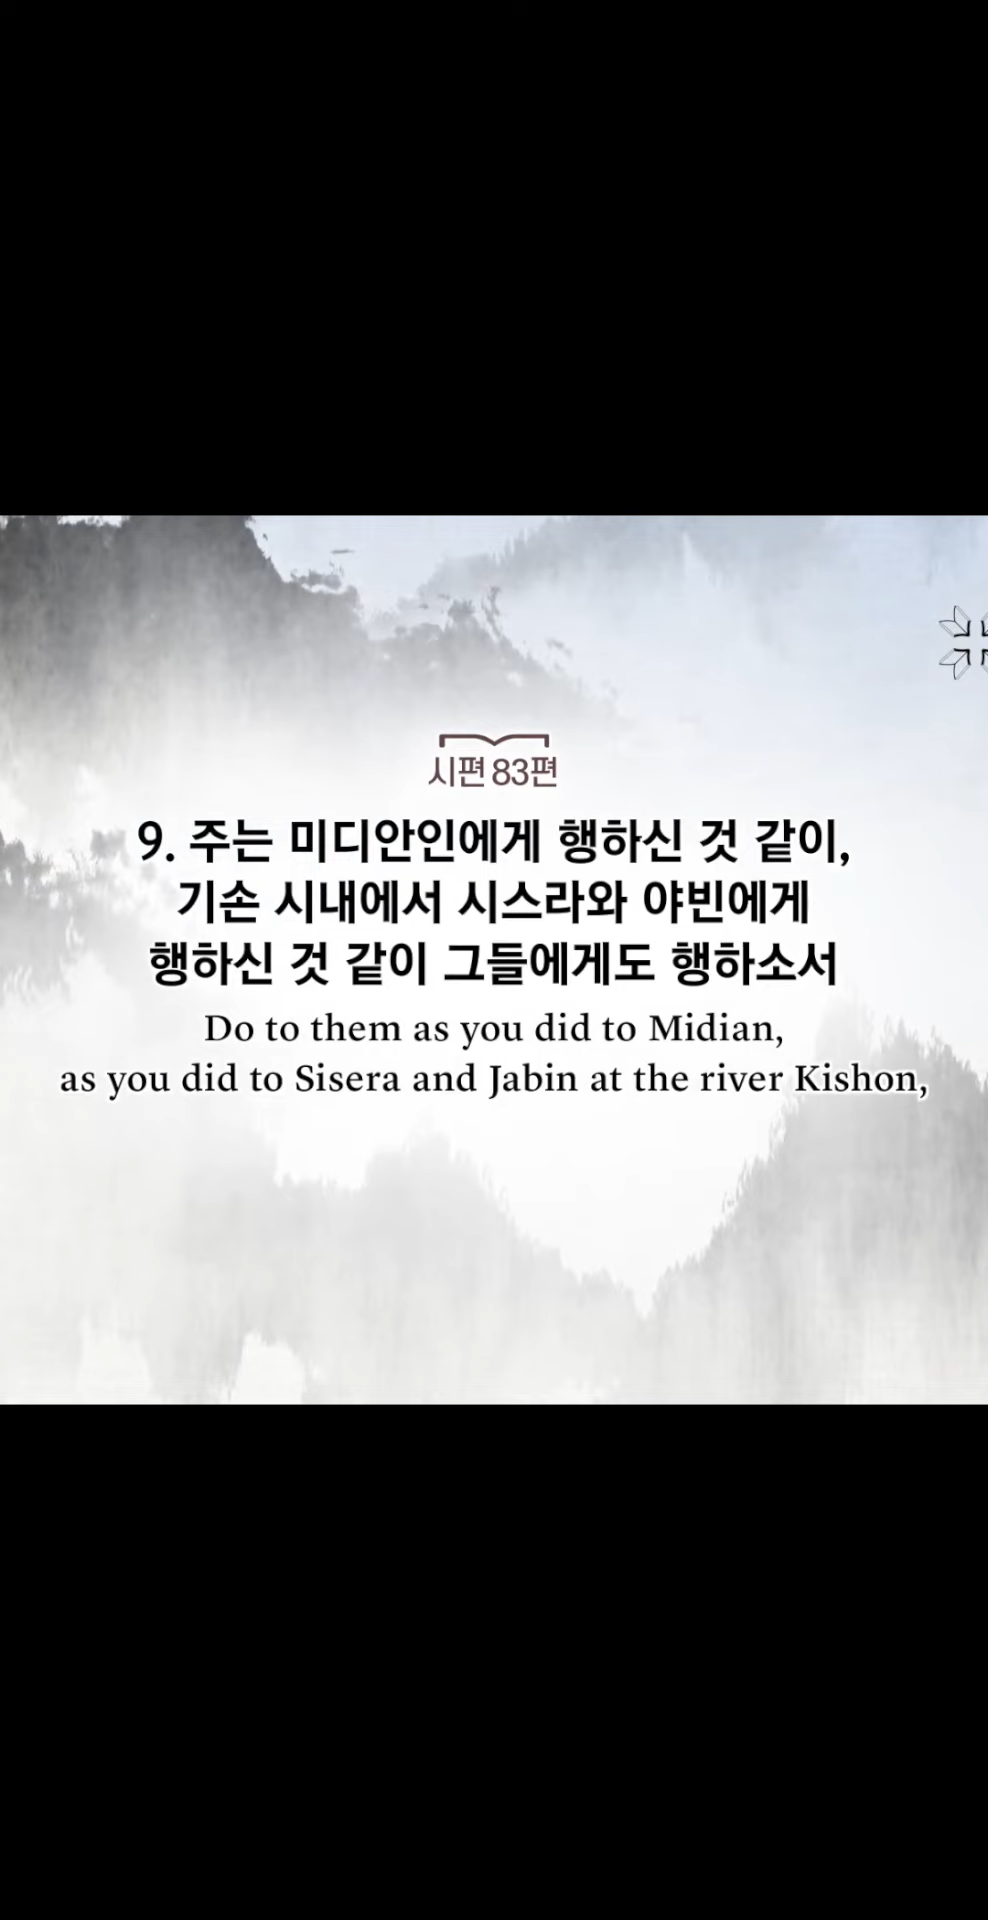 시편 83편
9. 주는 미디안인에게 행하신 것 같이,
기손 시내에서 시스라와 야빈에게
행하신 것 같이 그들에게도 행하소서
Do to them as you did to Midian,
as you did to Sisera and Jabin at the river Kishon,